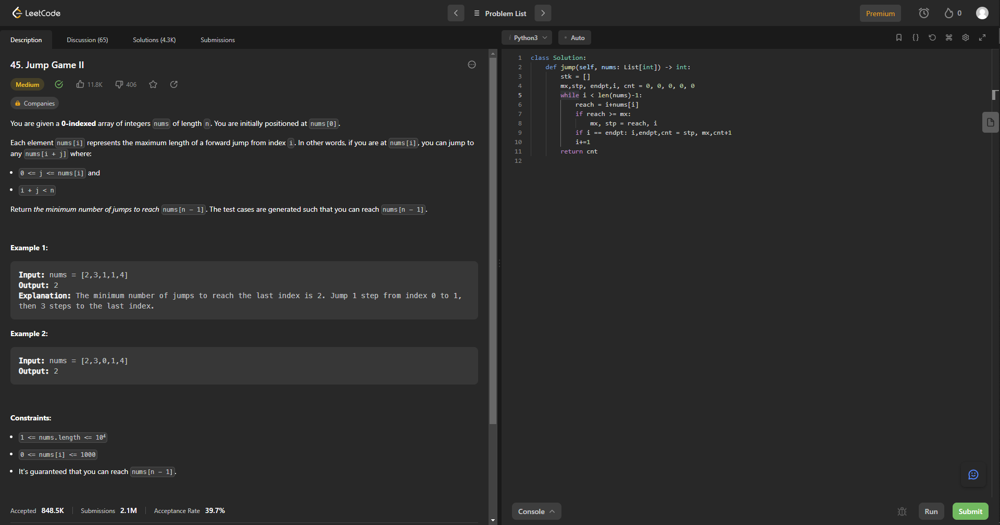 LeetCode
Problem List
Premium
0
Description
Discussion (65)
Solutions (4.3K)
Submissions
45. Jump Game II
Medium
11.8K
406
Companies
You are given a 0-indexed array of integers nums of length n. You are initially positioned at nums[0].
Each element nums[i] represents the maximum length of a forward jump from index i. In other words, if you are at nums[i], you can jump to
any nums[i + j] where:
• 0 <= j <= nums[i] and
• i + j < n
Return the minimum number of jumps to reach nums[n - 1]. The test cases are generated such that you can reach nums[n - 1].
Example 1:
Input: nums = [2,3,1,1,4]
Output: 2
Explanation: The minimum number of jumps to reach the last index is 2. Jump 1 step from index 0 to 1,
then 3 steps to the last index.
Example 2:
Input: nums = [2,3,0,1,4]
Output: 2
Constraints:
• 1 <= nums.length <= 10⁴
• 0 <= nums[i] <= 1000
• It's guaranteed that you can reach nums[n - 1].
Accepted 848.5K
Submissions 2.1M
Acceptance Rate 39.7%
i Python3
• Auto
1 class Solution:
2     def jump(self, nums: List[int]) -> int:
3         stk = []
4         mx,stp, endpt,i, cnt = 0, 0, 0, 0, 0
5         while i < len(nums)-1:
6             reach = i+nums[i]
7             if reach >= mx:
8                 mx, stp = reach, i
9             if i == endpt: i,endpt,cnt = stp, mx,cnt+1
10             i+=1
11         return cnt
12
Console
Run
Submit